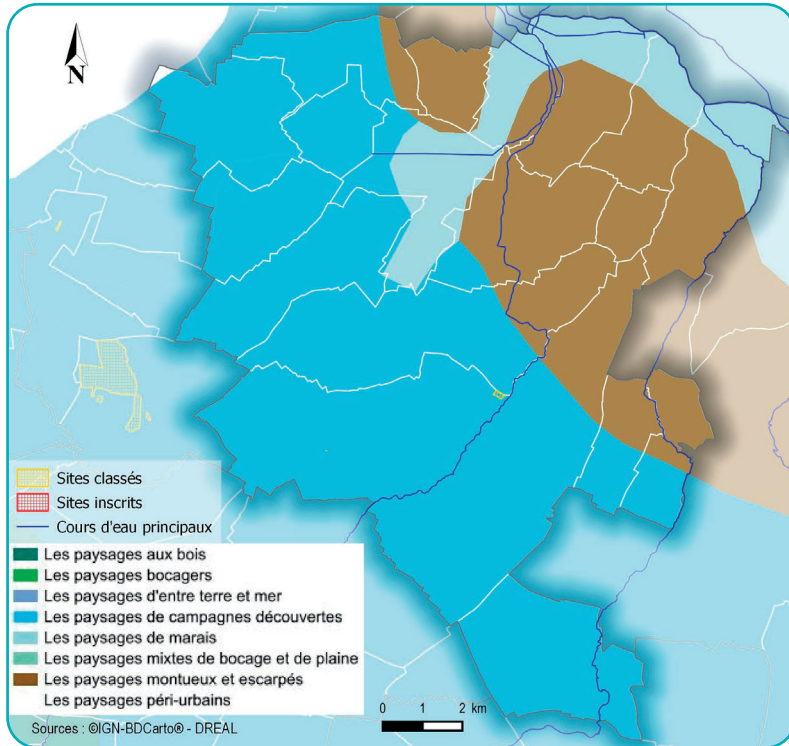 N
Sites classés
Sites inscrits
Cours d'eau principaux
Les paysages aux bois
Les paysages bocagers
Les paysages d'entre terre et mer
Les paysages de campagnes découvertes
Les paysages de marais
Les paysages mixtes de bocage et de plaine
Les paysages montueux et escarpés
Les paysages péri-urbains
0 1 2 km
Sources : ©IGN-BDCarto® - DREAL